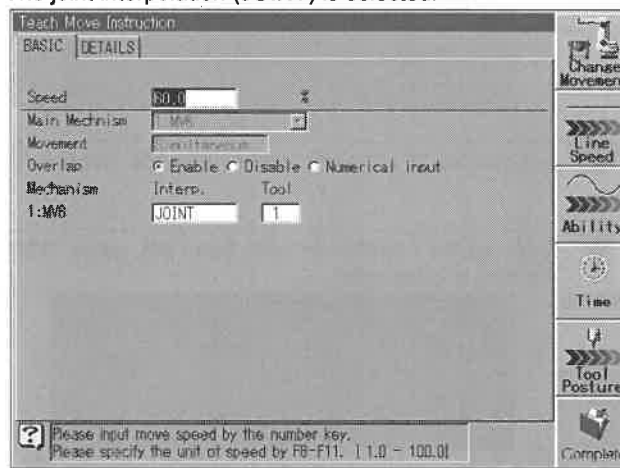 Teach Move Instruction
BASIC DETAILS
Speed 80.0 %
Main Mechnism 1 MV6
Movement Simultaneous
Overlap Enable Disable Numerical input
Mechanism Interp. Tool
1:MV6 JOINT 1
Please input move speed by the number key.
Please specify the unit of speed by F8-F11. [ 1.0 - 100.0]
Change
Movement
Line
Speed
Ability
Time
Tool
Posture
Complete